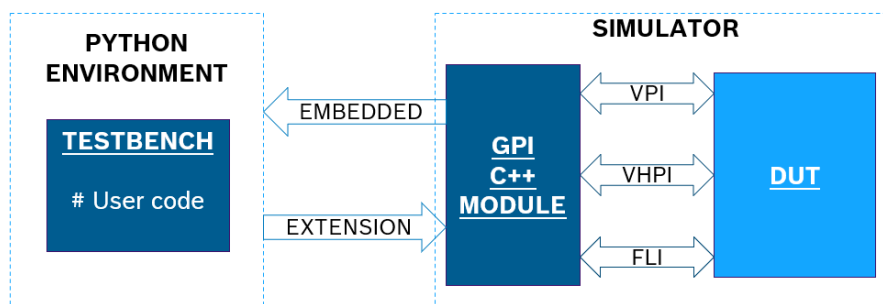 PYTHON
ENVIRONMENT
TESTBENCH
# User code
EMBEDDED
EXTENSION
SIMULATOR
GPI
C++
MODULE
VPI
VHPI
FLI
DUT